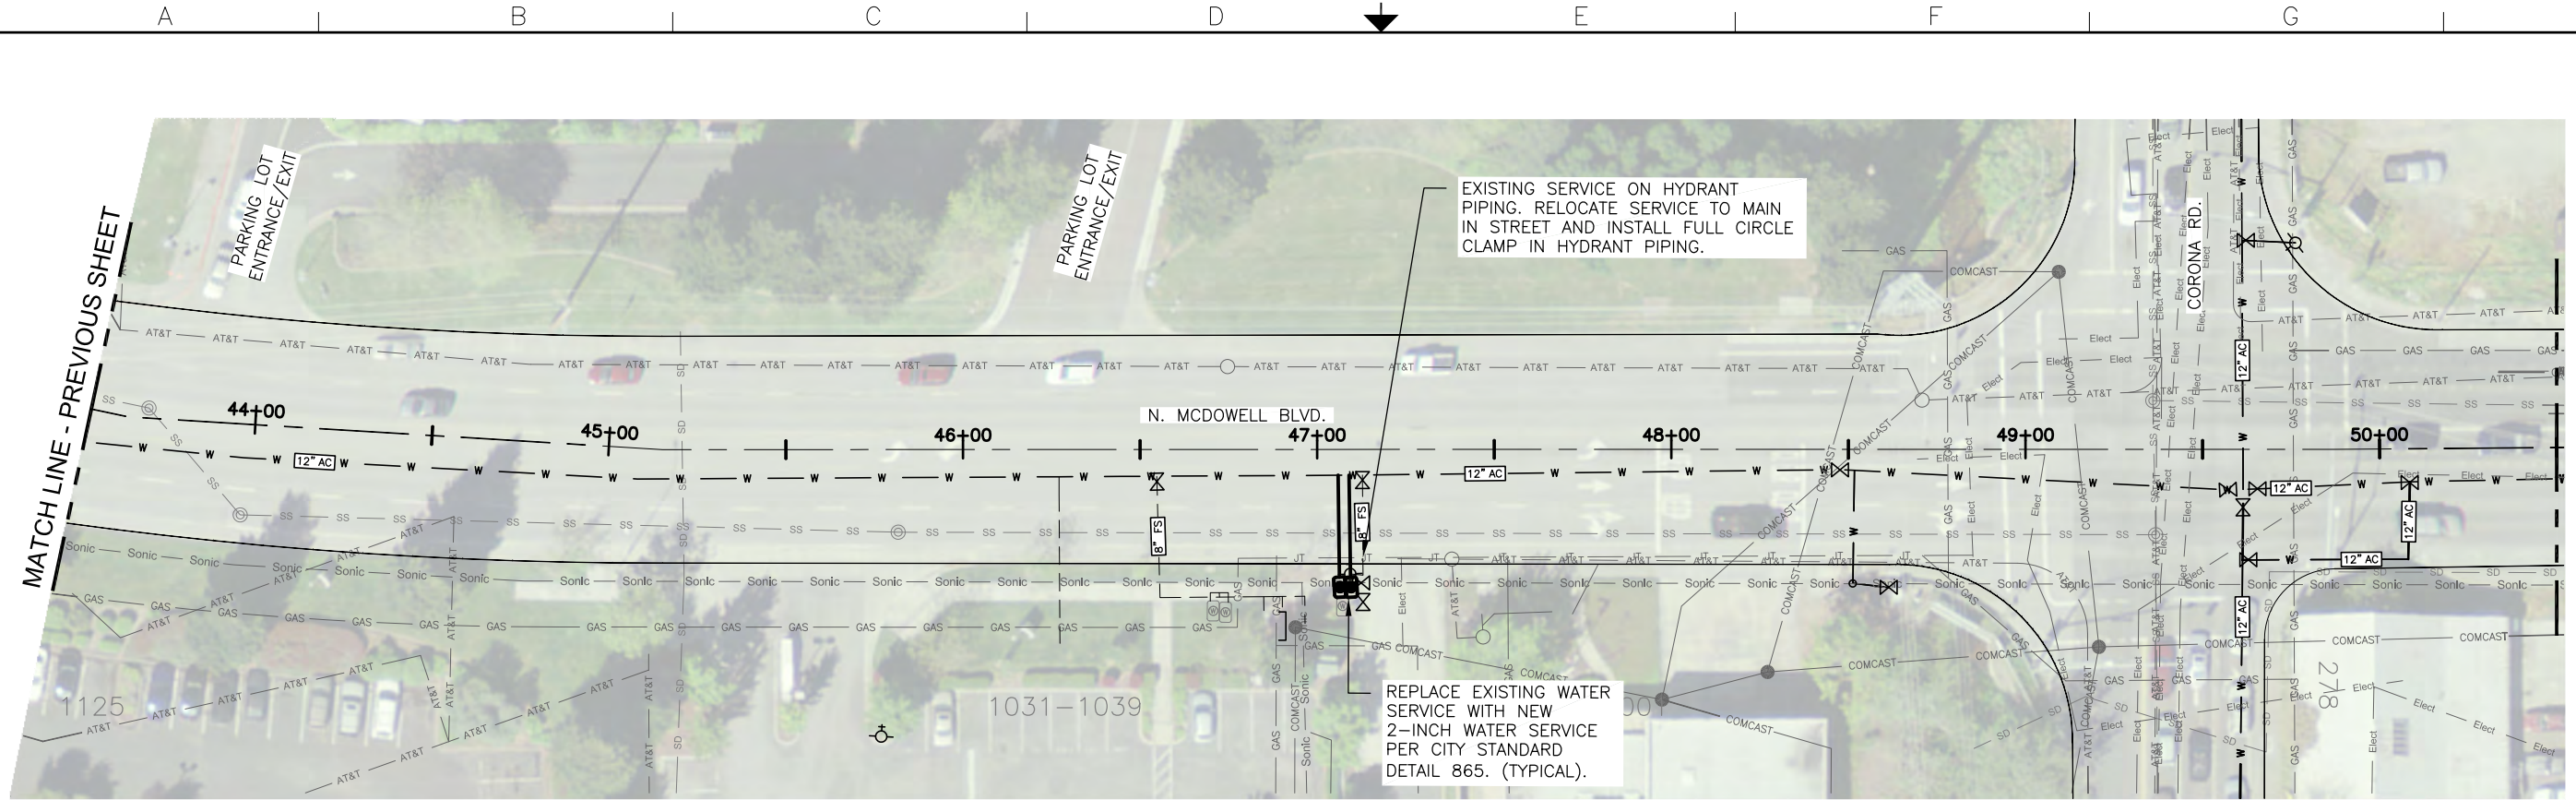 A B C D E F G
PARKING LOT
ENTRANCE/EXIT
PARKING LOT
ENTRANCE/EXIT
EXISTING SERVICE ON HYDRANT
PIPING. RELOCATE SERVICE TO MAIN
IN STREET AND INSTALL FULL CIRCLE
CLAMP IN HYDRANT PIPING.
MATCH LINE - PREVIOUS SHEET
CORONA RD.
N. MCDOWELL BLVD.
44+00 45+00 46+00 47+00 48+00 49+00 50+00
12" AC
12" AC
12" AC
12" AC
12" AC
12" AC
12" AC
8" FS
8" FS
AT&T
SS
SD
W
Sonic
GAS
JT
COMCAST
Elect
1125
1031-1039
278
REPLACE EXISTING WATER
SERVICE WITH NEW
2-INCH WATER SERVICE
PER CITY STANDARD
DETAIL 865. (TYPICAL).